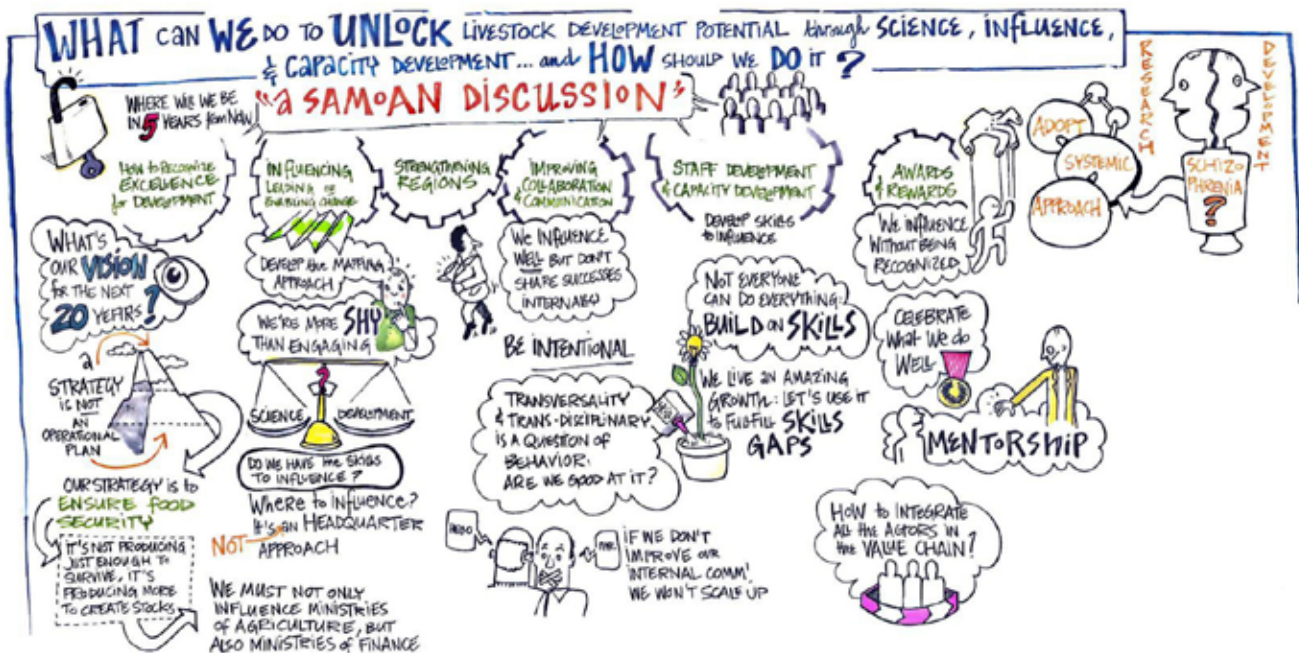 WHAT can WE DO TO UNLOCK LIVESTOCK DEVELOPMENT POTENTIAL through SCIENCE, INFLUENCE,
& CAPACITY DEVELOPMENT... and HOW SHOULD WE DO IT?
"a SAMOAN DISCUSSION"
WHERE WILL WE BE
IN 5 YEARS from NOW
HOW to RECOGNIZE
EXCELLENCE
for DEVELOPMENT
WHAT'S
OUR VISION
for THE NEXT
20 YEARS?
a
STRATEGY
IS NOT
AN
OPERATIONAL
PLAN
OUR STRATEGY is to
ENSURE FOOD
SECURITY
IT'S NOT PRODUCING
JUST ENOUGH TO
SURVIVE, IT'S
PRODUCING MORE
TO CREATE STOCKS
INFLUENCING
LEADING or
ENABLING CHANGE
DEVELOP the MAPPING
APPROACH
WE'RE MORE SHY
THAN ENGAGING
?
SCIENCE
DEVELOPMENT
DO WE HAVE the SKILLS
TO INFLUENCE?
Where to INFLUENCE?
It's an HEADQUARTER
NOT
APPROACH
WE MUST NOT ONLY
INFLUENCE MINISTRIES
of AGRICULTURE, BUT
ALSO MINISTRIES of FINANCE
STRENGTHENING
REGIONS
IMPROVING
COLLABORATION
& COMMUNICATION
We INFLUENCE
WELL BUT DON'T
SHARE SUCCESSES
INTERNALLY
BE INTENTIONAL
TRANSVERSALITY
& TRANS-DISCIPLINARY
IS A QUESTION OF
BEHAVIOR.
ARE WE GOOD AT IT?
IF WE DON'T
IMPROVE OUR
INTERNAL COMM'
WE WON'T SCALE UP
STAFF DEVELOPMENT
& CAPACITY DEVELOPMENT
DEVELOP SKILLS
to INFLUENCE
NOT EVERYONE
CAN DO EVERYTHING:
BUILD ON SKILLS
WE LIVE AN AMAZING
GROWTH: LET'S USE IT
to FULFILL SKILLS
GAPS
AWARDS
& REWARDS
We INFLUENCE
WITHOUT BEING
RECOGNIZED
CELEBRATE
What We do
WELL
MENTORSHIP
HOW to INTEGRATE
ALL the ACTORS in
the VALUE CHAIN?
ADOPT
SYSTEMIC
APPROACH
RESEARCH
DEVELOPMENT
SCHIZO
PHRENIA
?